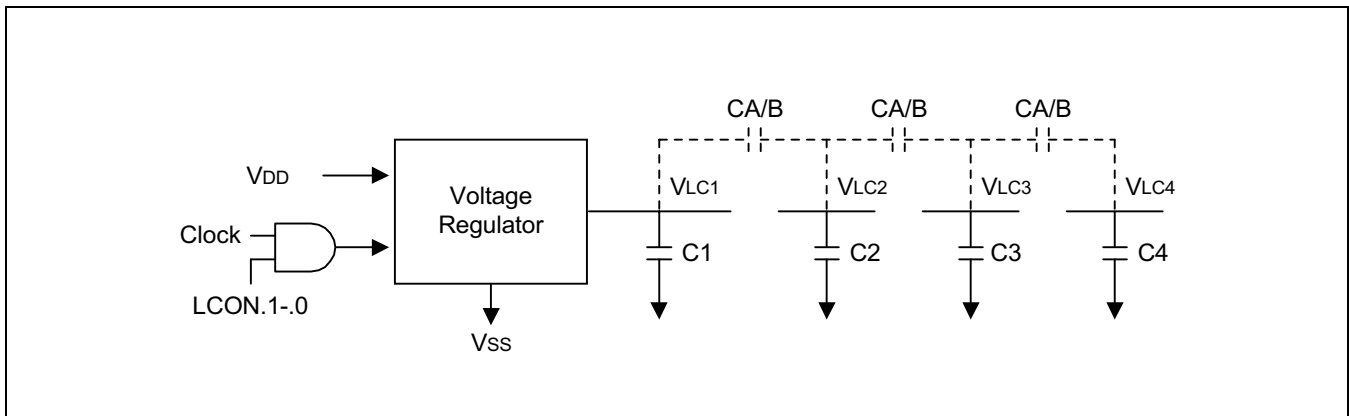 CA/B CA/B CA/B
VDD
Voltage
Regulator
VLC1 VLC2 VLC3 VLC4
Clock
C1 C2 C3 C4
LCON.1-.0
VSS